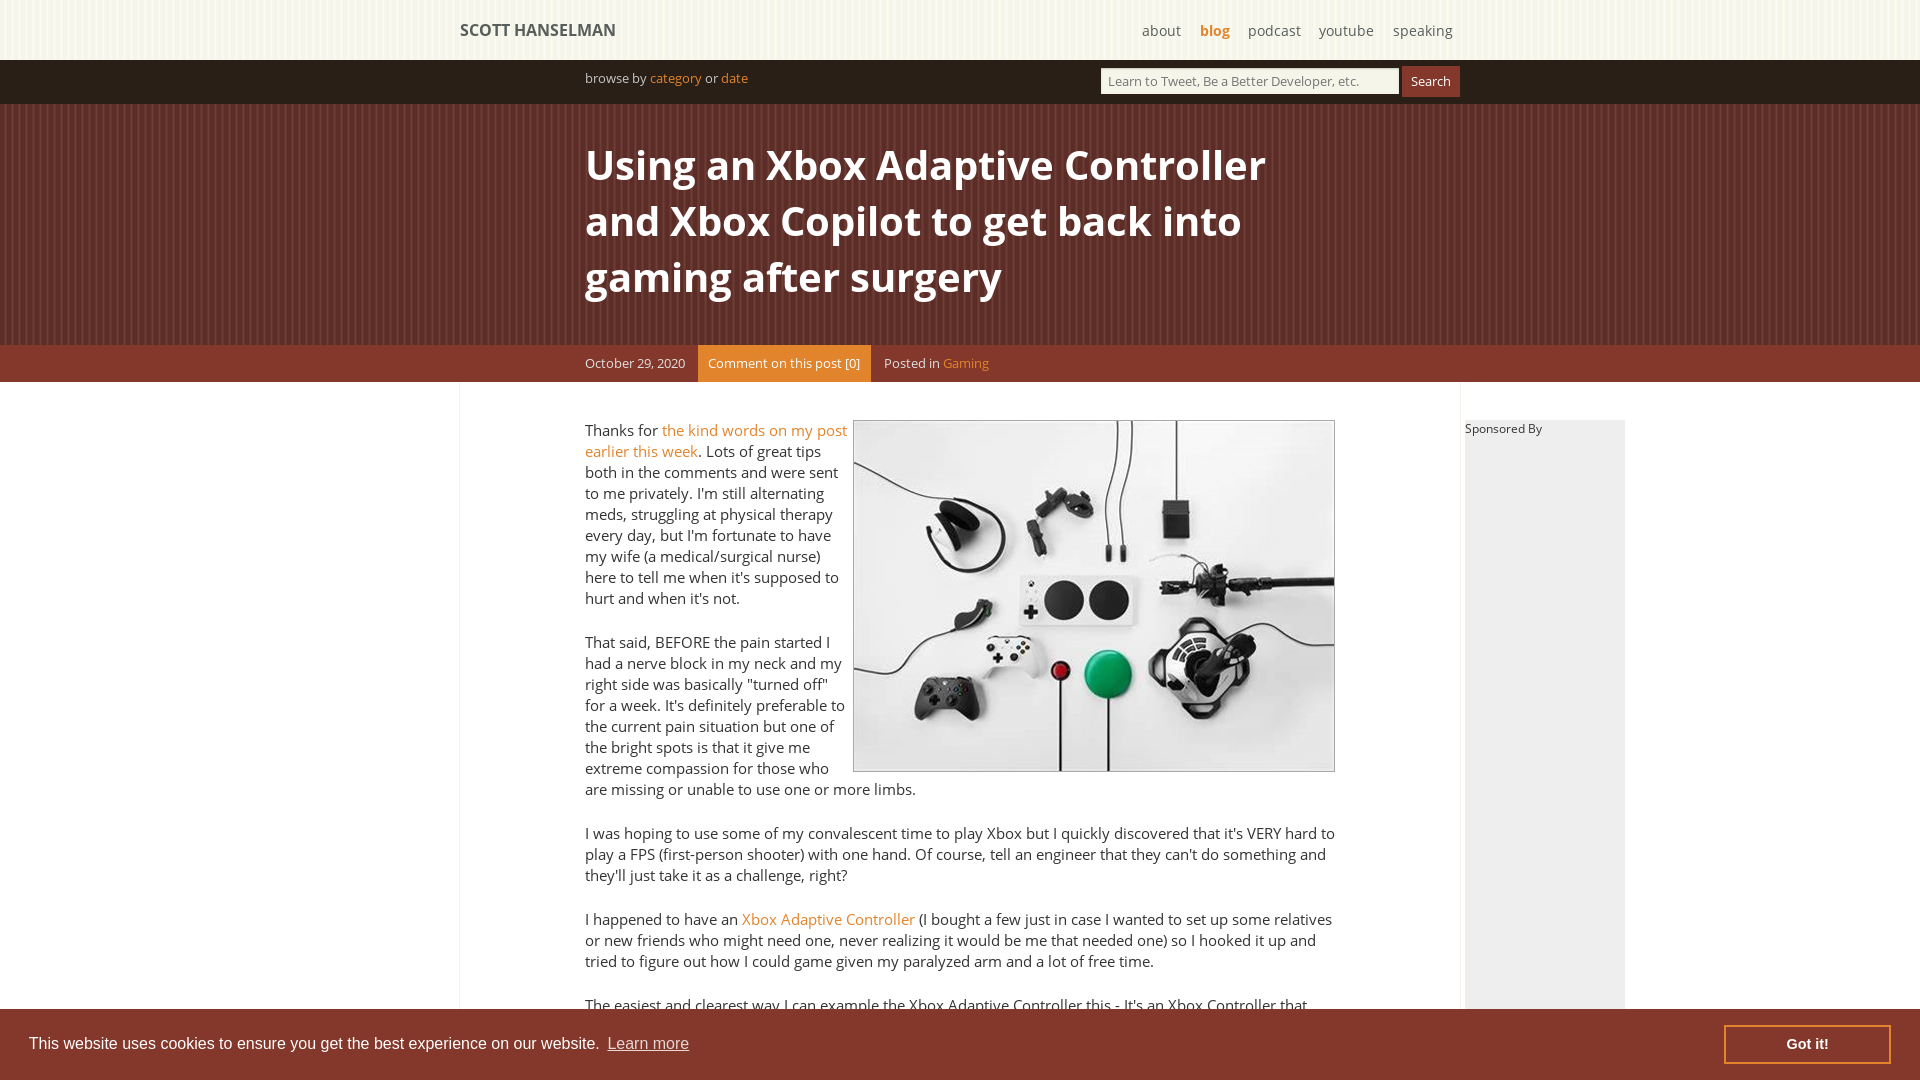 SCOTT HANSELMAN
about blog podcast youtube speaking
browse by category or date
Learn to Tweet, Be a Better Developer, etc. Search
Using an Xbox Adaptive Controller
and Xbox Copilot to get back into
gaming after surgery
October 29, 2020 Comment on this post [0] Posted in Gaming
Thanks for the kind words on my post
earlier this week. Lots of great tips
both in the comments and were sent
to me privately. I'm still alternating
meds, struggling at physical therapy
every day, but I'm fortunate to have
my wife (a medical/surgical nurse)
here to tell me when it's supposed to
hurt and when it's not.
That said, BEFORE the pain started I
had a nerve block in my neck and my
right side was basically "turned off"
for a week. It's definitely preferable to
the current pain situation but one of
the bright spots is that it give me
extreme compassion for those who
are missing or unable to use one or more limbs.
I was hoping to use some of my convalescent time to play Xbox but I quickly discovered that it's VERY hard to
play a FPS (first-person shooter) with one hand. Of course, tell an engineer that they can't do something and
they'll just take it as a challenge, right?
I happened to have an Xbox Adaptive Controller (I bought a few just in case I wanted to set up some relatives
or new friends who might need one, never realizing it would be me that needed one) so I hooked it up and
tried to figure out how I could game given my paralyzed arm and a lot of free time.
The easiest and clearest way I can example the Xbox Adaptive Controller this - It's an Xbox Controller that
Sponsored By
This website uses cookies to ensure you get the best experience on our website. Learn more
Got it!